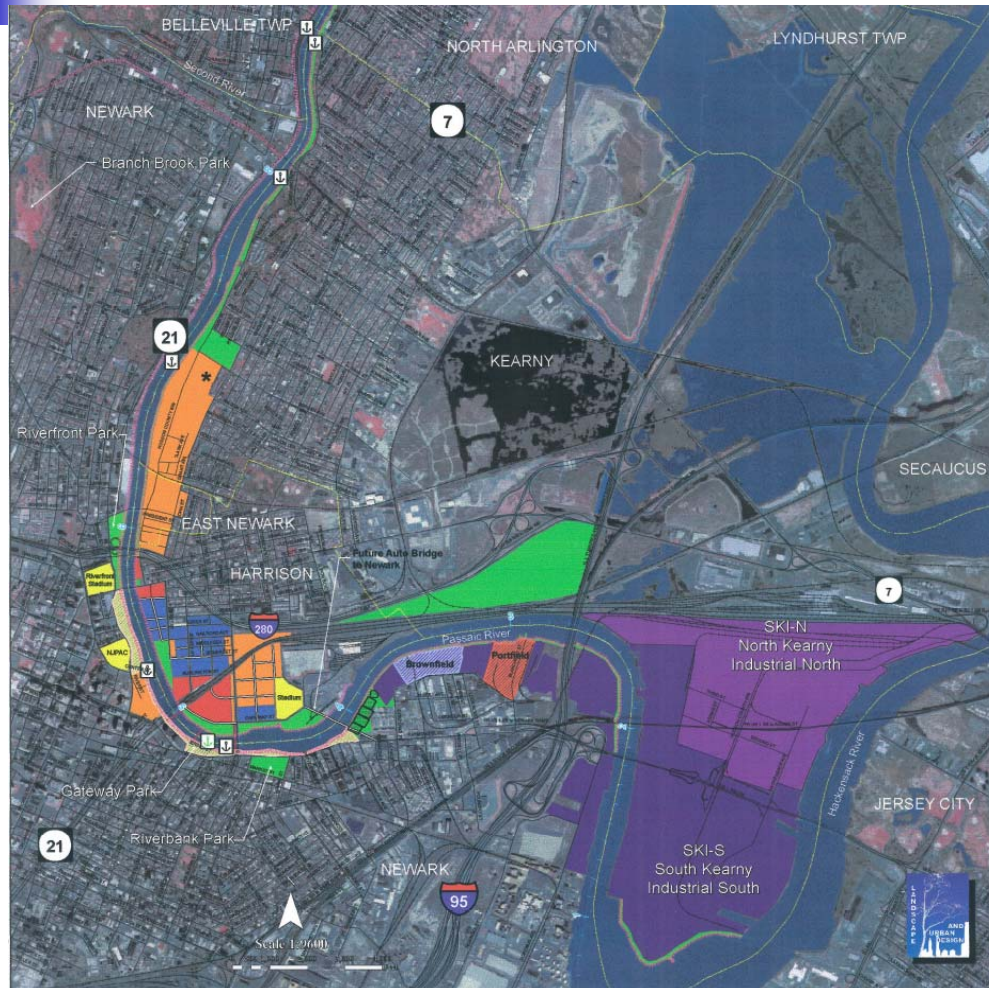 BELLEVILLE TWP
NORTH ARLINGTON
LYNDHURST TWP
Second River
NEWARK
7
Branch Brook Park
21
KEARNY
Riverfront Park
SECAUCUS
EAST NEWARK
Future Auto Bridge
to Newark
HARRISON
Riverfront
Stadium
7
280
SKI-N
North Kearny
Industrial North
Passaic River
NJPAC
Brownfield
Portfield
Stadium
Hackensack River
Gateway Park
JERSEY CITY
Riverbank Park
21
NEWARK
SKI-S
South Kearny
Industrial South
95
Scale 1:9600
LANDSCAPE
AND
URBAN
DESIGN